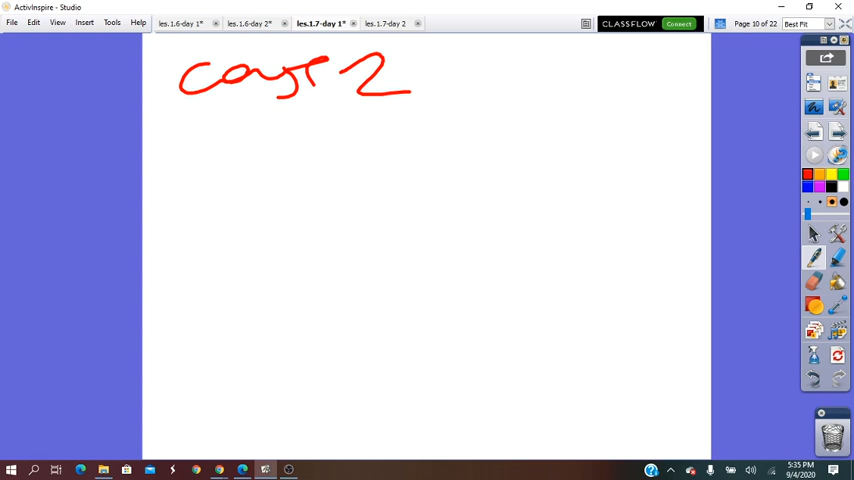 ActivInspire - Studio
File Edit View Insert Tools Help
les.1.6-day 1*
les.1.6-day 2*
les.1.7-day 1*
les.1.7-day 2
CLASSFLOW
Connect
Page 10 of 22
Best Fit
2
5:35 PM
9/4/2020